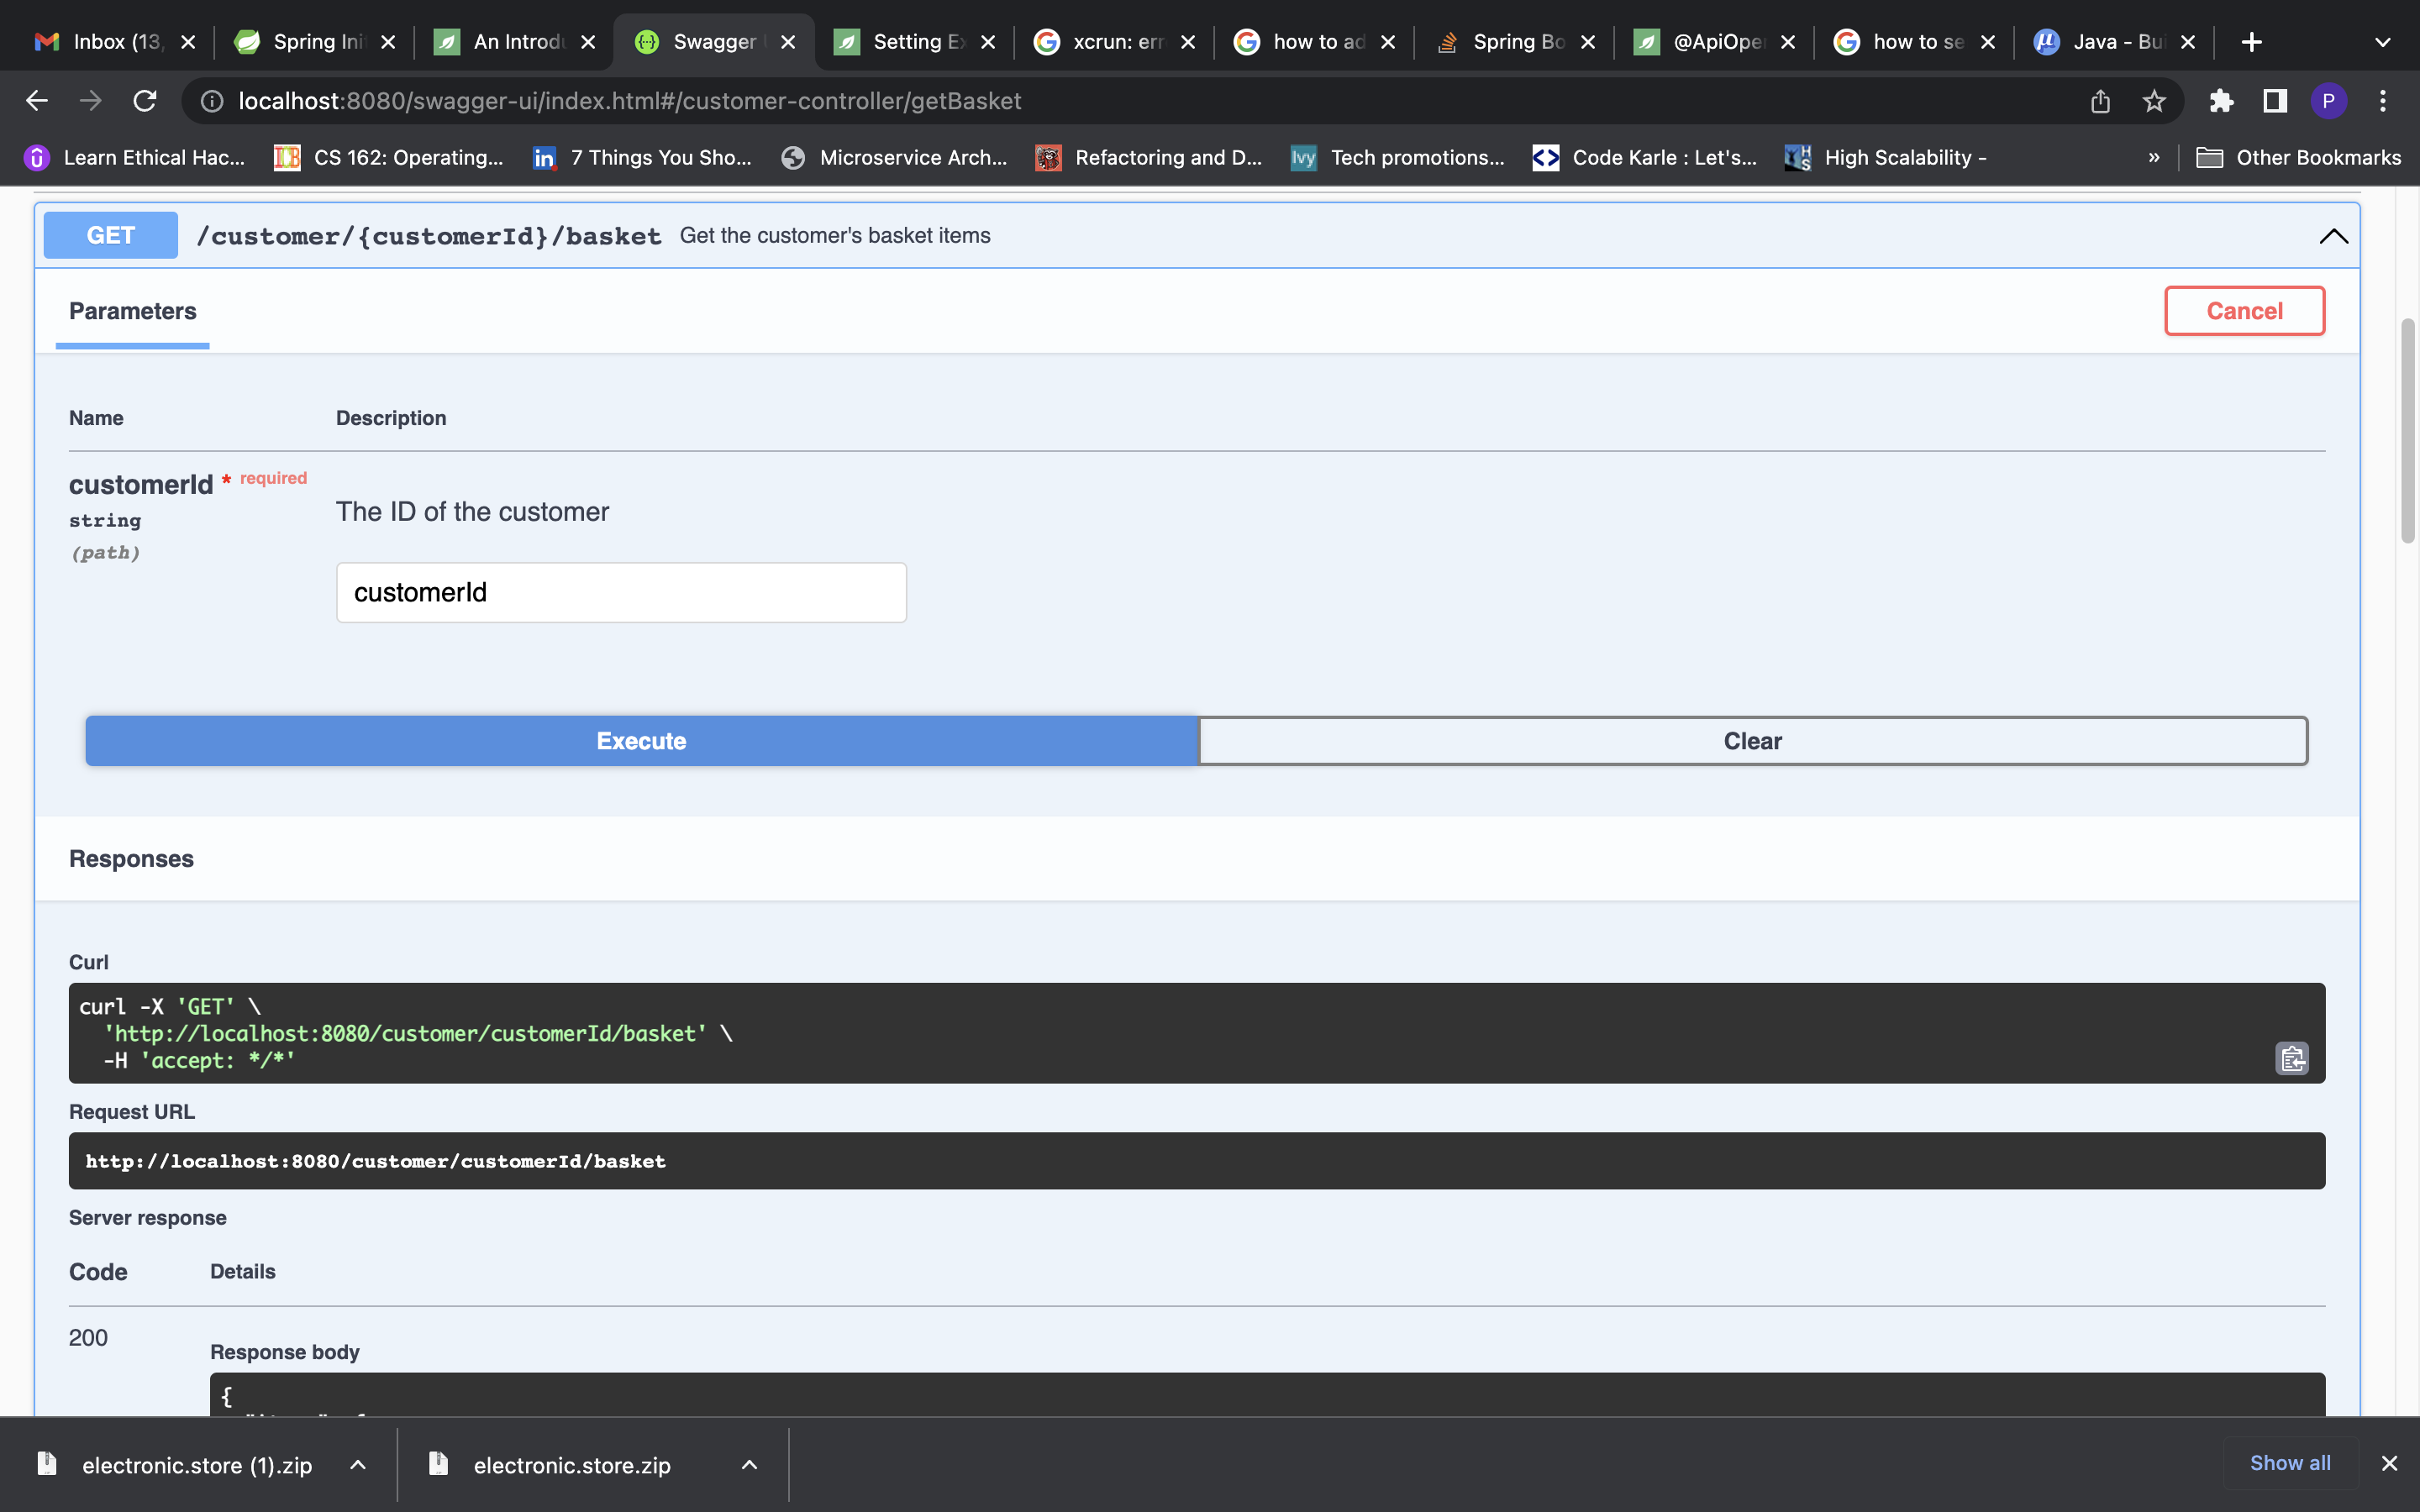 Inbox (13,
Spring Ini
An Introdu
Swagger
Setting Ex
xcrun: err
how to ad
Spring Bo
@ApiOper
how to se
Java - Bui
localhost:8080/swagger-ui/index.html#/customer-controller/getBasket
P
Learn Ethical Hac...
CS 162: Operating...
7 Things You Sho...
Microservice Arch...
Refactoring and D...
Ivy
Tech promotions...
Code Karle : Let's...
High Scalability -
»
Other Bookmarks
GET /customer/{customerId}/basket Get the customer's basket items
Parameters
Cancel
Name Description
customerId * required
string
(path)
The ID of the customer
customerId
Execute
Clear
Responses
Curl
curl -X 'GET' \
'http://localhost:8080/customer/customerId/basket' \
-H 'accept: */*'
Request URL
http://localhost:8080/customer/customerId/basket
Server response
Code Details
200
Response body
{
electronic.store (1).zip
electronic.store.zip
Show all